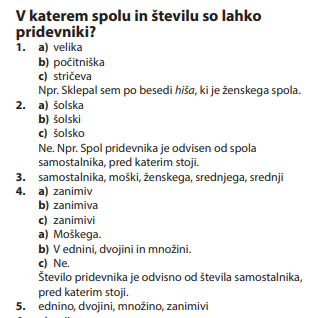 V katerem spolu in številu so lahko
pridevniki?
1. a) velika
b) počitniška
c) stričeva
Npr. Sklepal sem po besedi hiša, ki je ženskega spola.
2. a) šolska
b) šolski
c) šolsko
Ne. Npr. Spol pridevnika je odvisen od spola
samostalnika, pred katerim stoji.
3. samostalnika, moški, ženskega, srednjega, srednji
4. a) zanimiv
b) zanimiva
c) zanimivi
a) Moškega.
b) V ednini, dvojini in množini.
c) Ne.
Število pridevnika je odvisno od števila samostalnika,
pred katerim stoji.
5. ednino, dvojini, množino, zanimivi